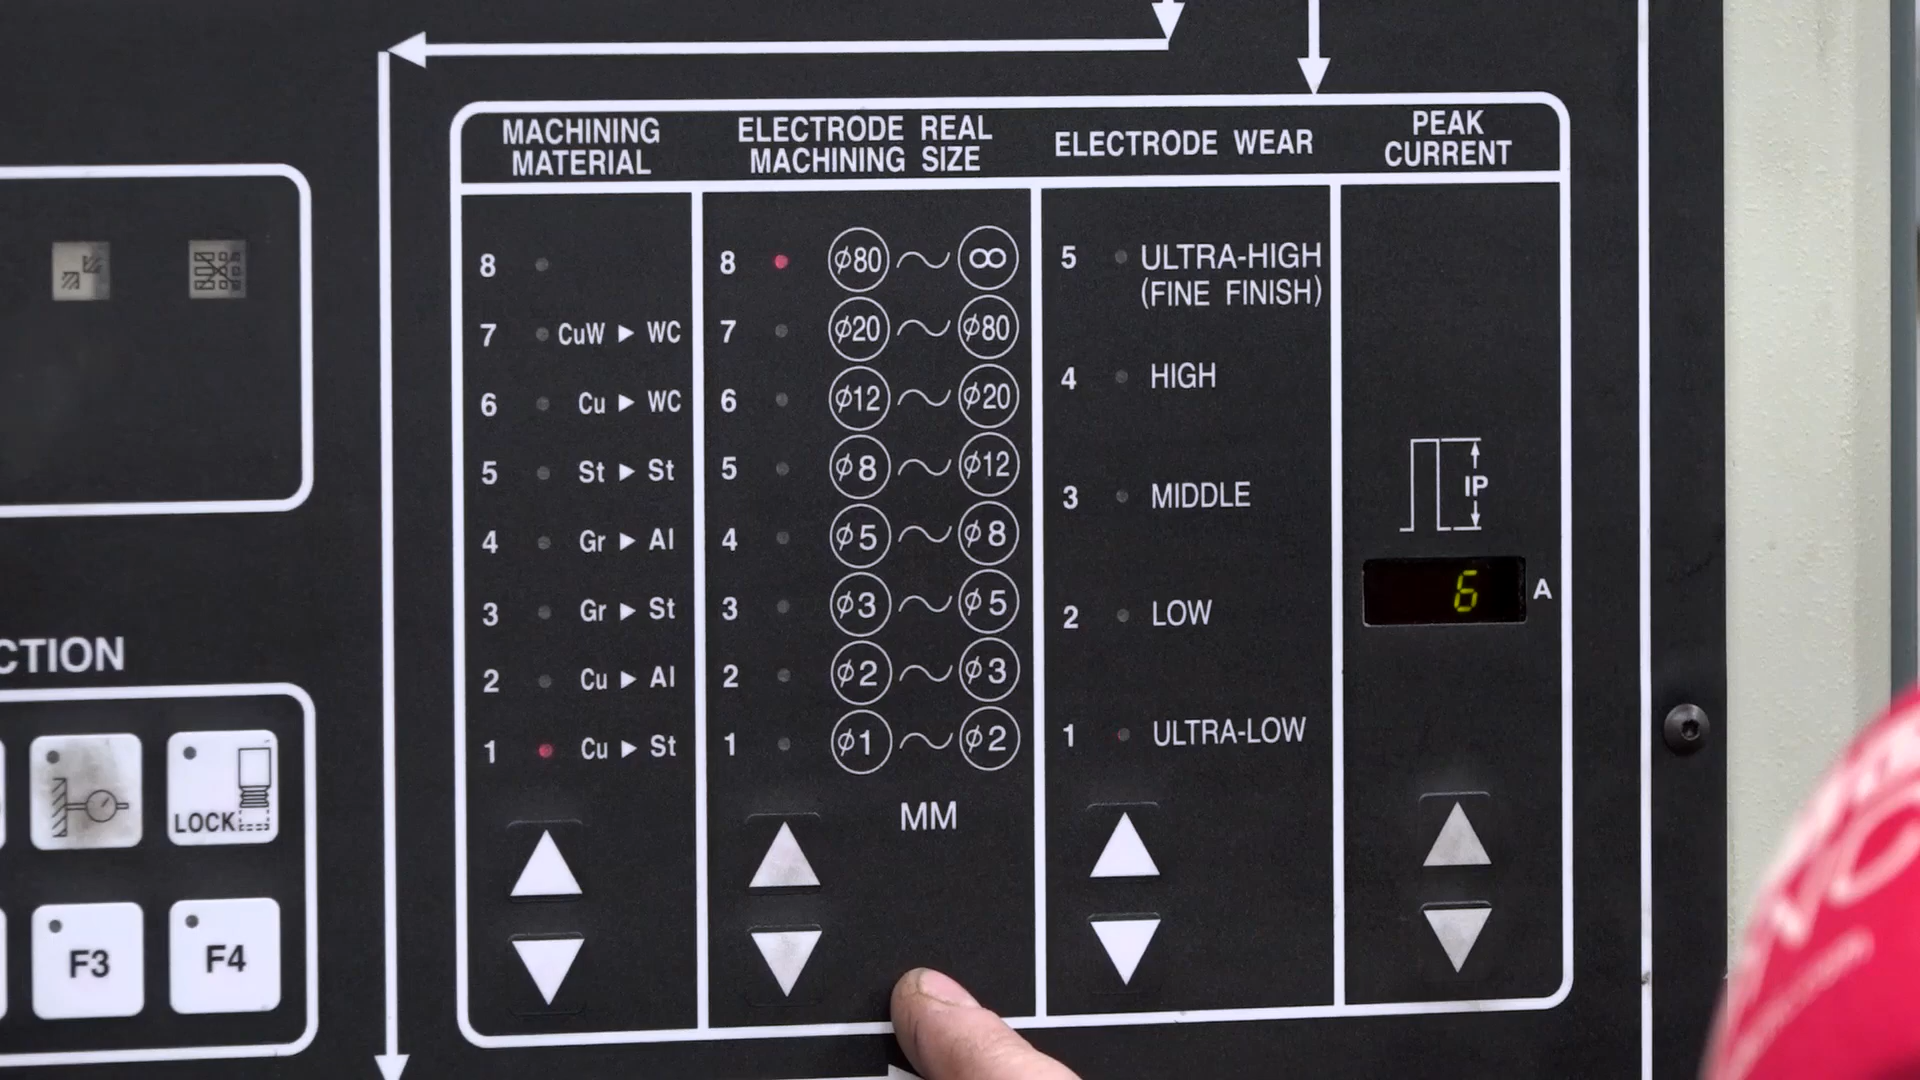 MACHINING
MATERIAL
ELECTRODE REAL
MACHINING SIZE
ELECTRODE WEAR
PEAK
CURRENT
8
7 CuW ▶ WC
6 Cu ▶ WC
5 St ▶ St
4 Gr ▶ Al
3 Gr ▶ St
2 Cu ▶ Al
1 Cu ▶ St
8 ϕ80 ~ ∞
7 ϕ20 ~ ϕ80
6 ϕ12 ~ ϕ20
5 ϕ8 ~ ϕ12
4 ϕ5 ~ ϕ8
3 ϕ3 ~ ϕ5
2 ϕ2 ~ ϕ3
1 ϕ1 ~ ϕ2
MM
5 ULTRA-HIGH
(FINE FINISH)
4 HIGH
3 MIDDLE
2 LOW
1 ULTRA-LOW
IP
6 A
CTION
LOCK
F3
F4